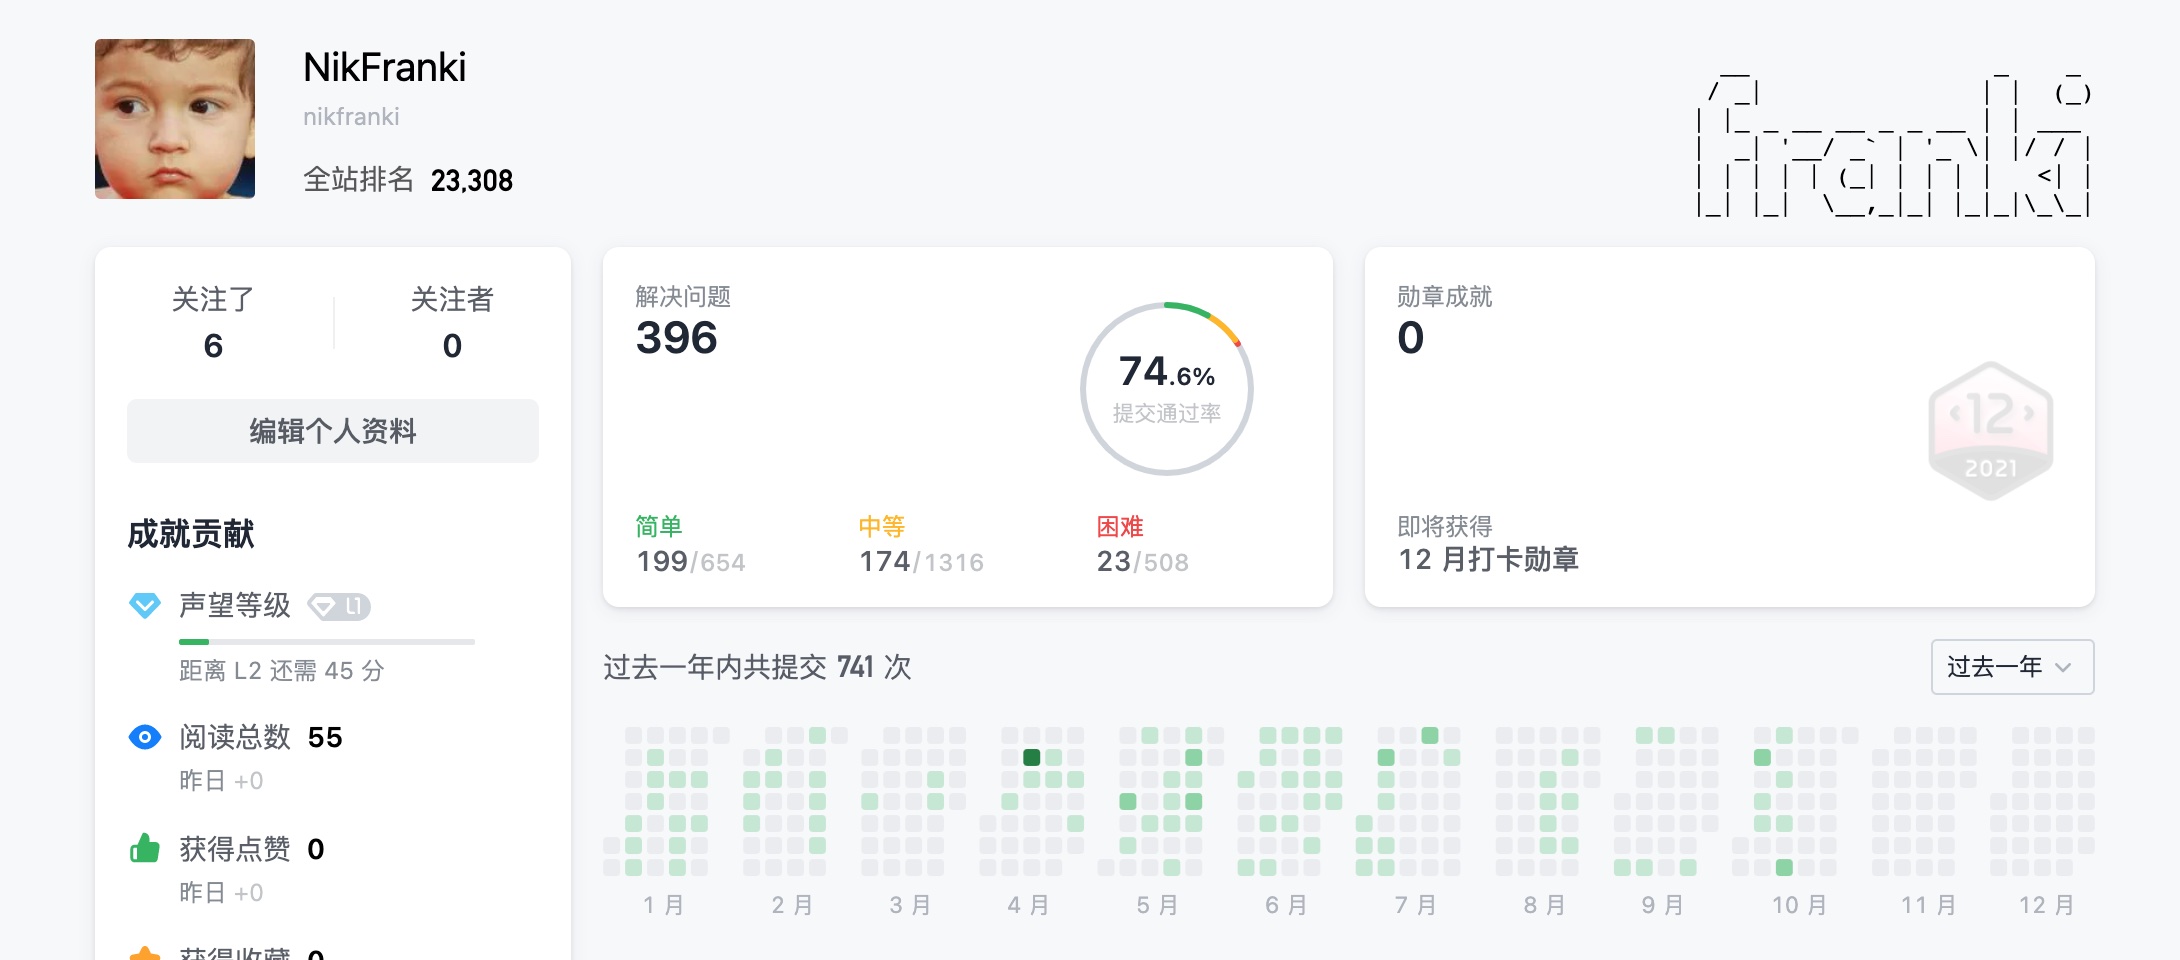 NikFranki
nikfranki
全站排名 23,308
franki
关注了
6
关注者
0
编辑个人资料
成就贡献
声望等级 L1
距离 L2 还需 45 分
阅读总数 55
昨日 +0
获得点赞 0
昨日 +0
获得收藏 0
解决问题
396
74.6%
提交通过率
简单
199/654
中等
174/1316
困难
23/508
勋章成就
0
12
2021
即将获得
12 月打卡勋章
过去一年内共提交 741 次
过去一年
1 月 2 月 3 月 4 月 5 月 6 月 7 月 8 月 9 月 10 月 11 月 12 月